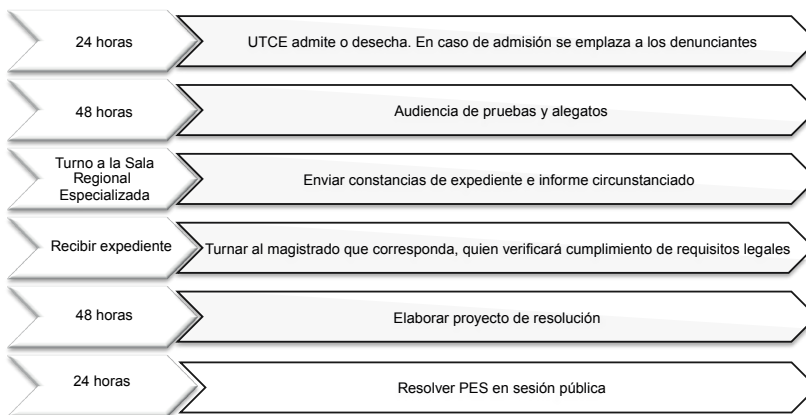 24 horas
UTCE admite o desecha. En caso de admisión se emplaza a los denunciantes
48 horas
Audiencia de pruebas y alegatos
Turno a la Sala
Regional
Especializada
Enviar constancias de expediente e informe circunstanciado
Recibir expediente
Turnar al magistrado que corresponda, quien verificará cumplimiento de requisitos legales
48 horas
Elaborar proyecto de resolución
24 horas
Resolver PES en sesión pública